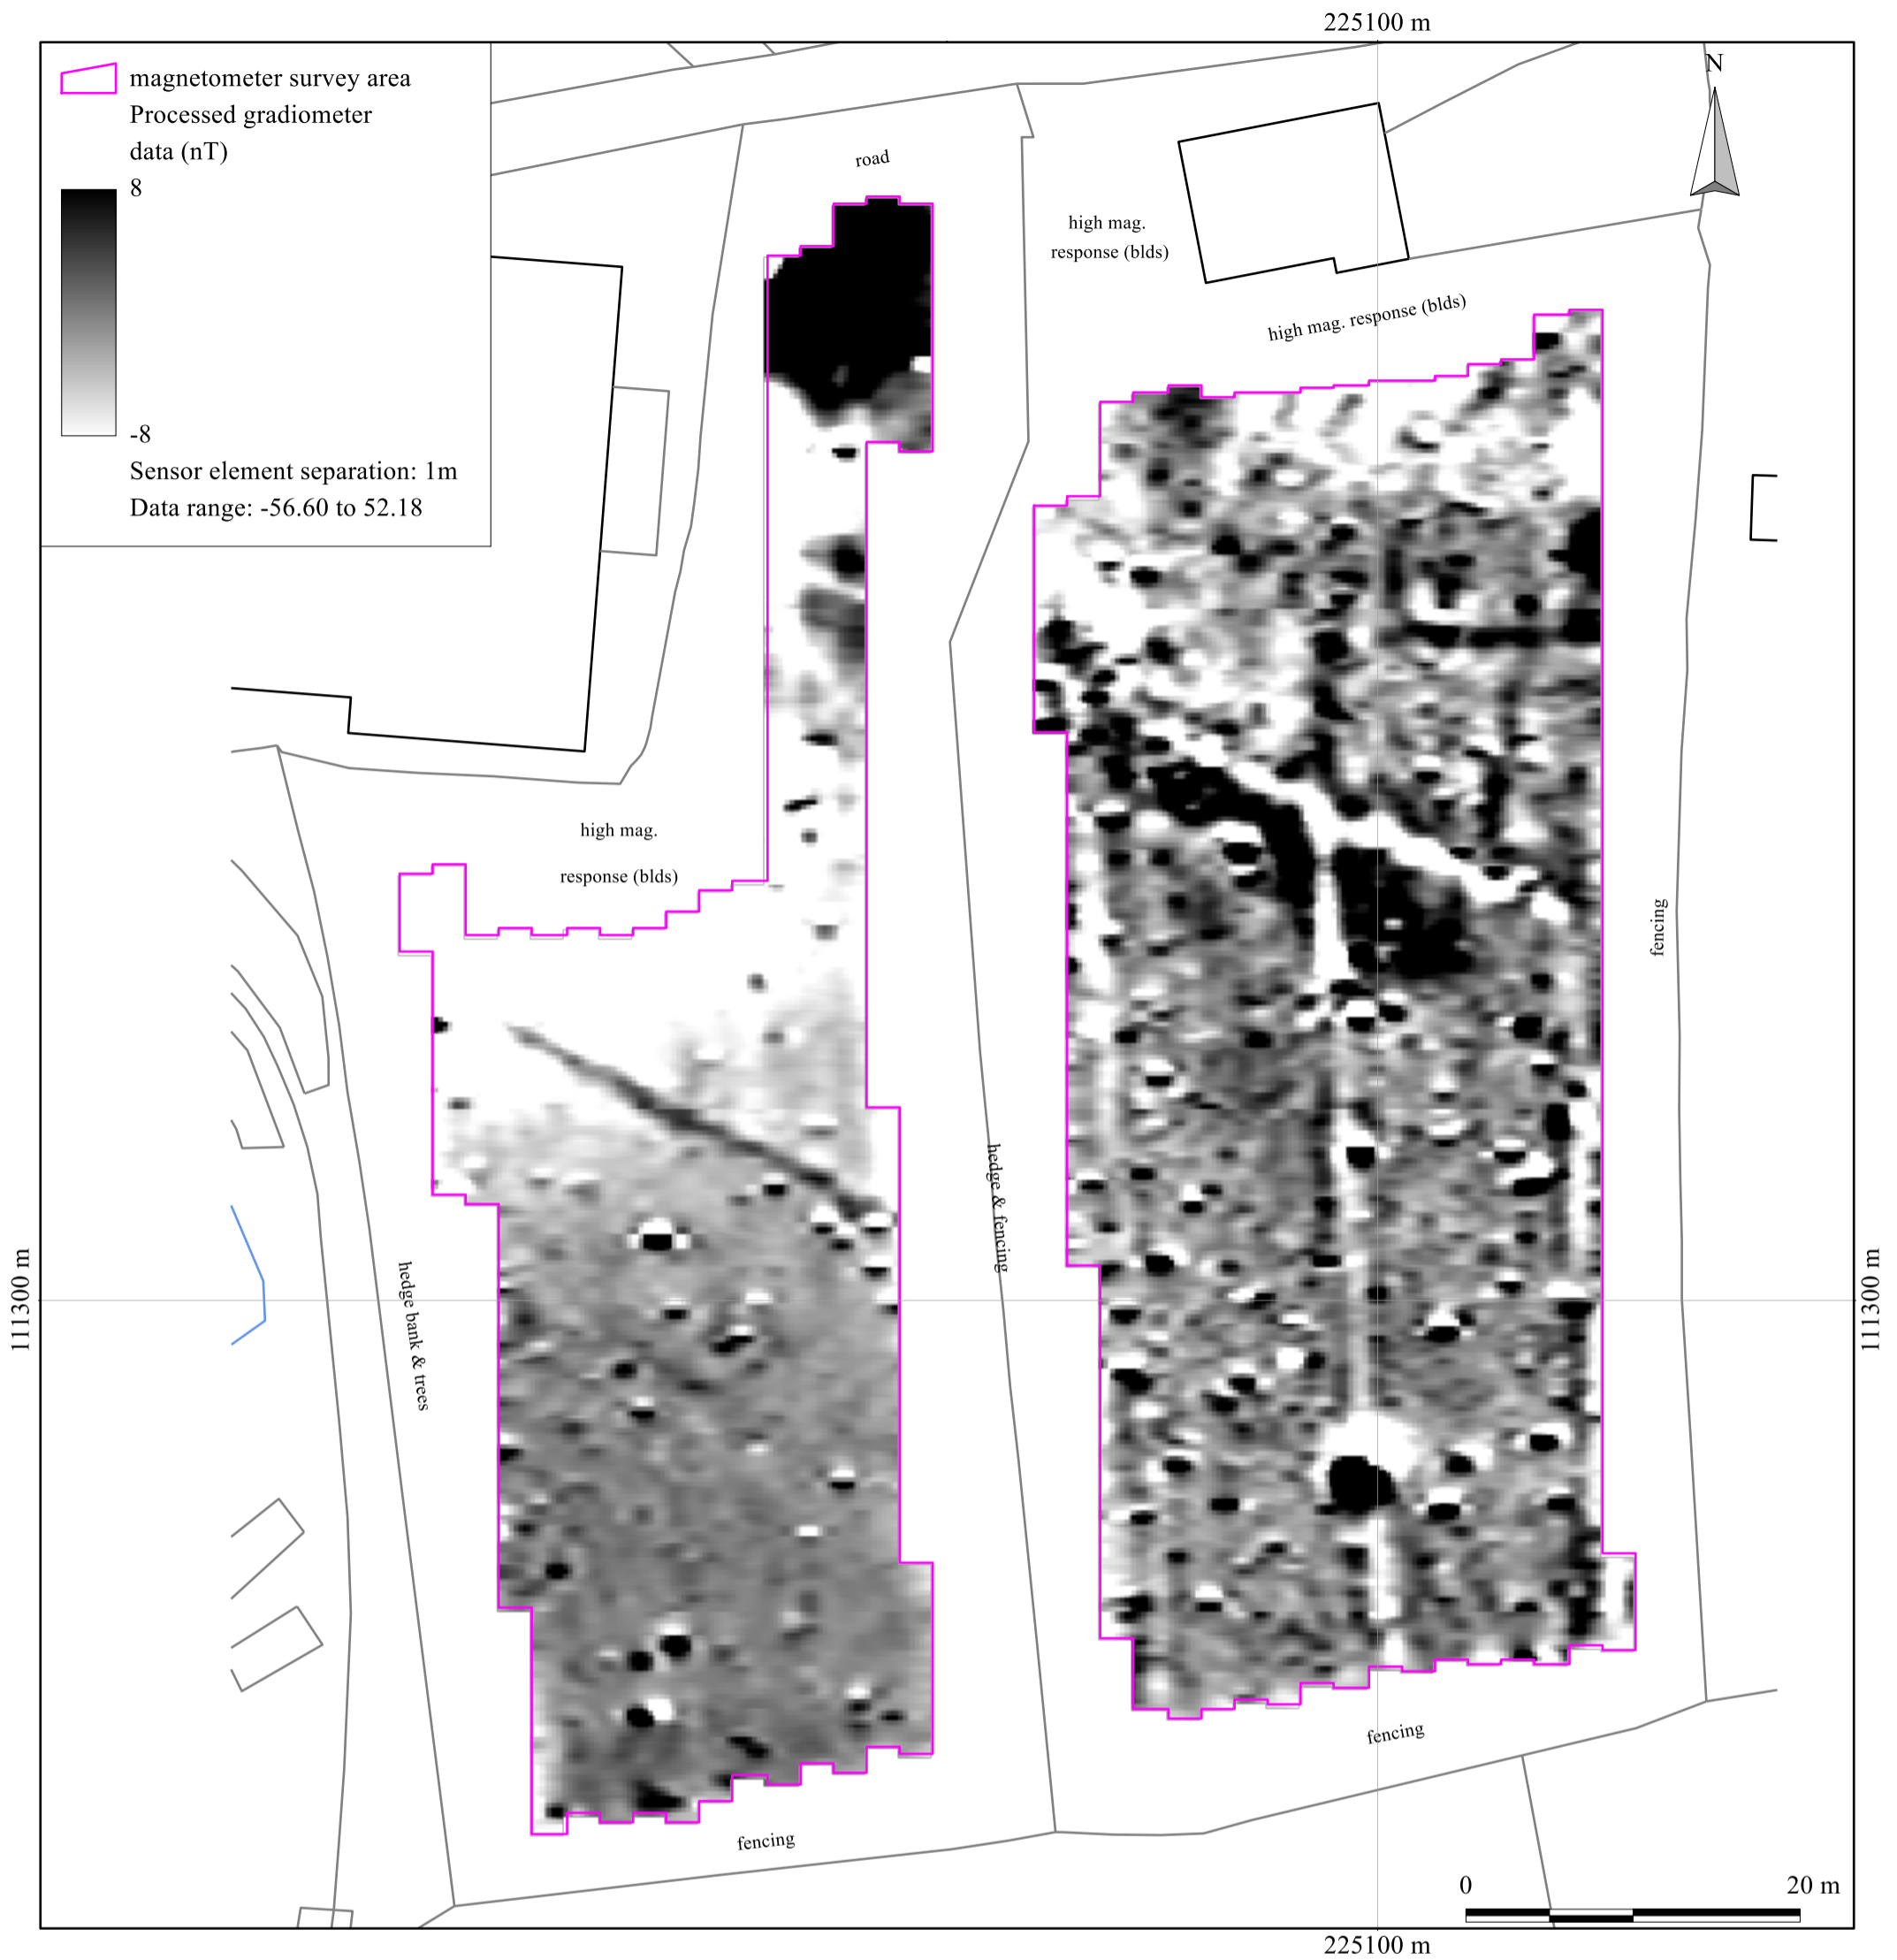 225100 m
magnetometer survey area
Processed gradiometer
data (nT)
8
-8
Sensor element separation: 1m
Data range: -56.60 to 52.18
N
road
high mag.
response (blds)
high mag. response (blds)
high mag.
response (blds)
fencing
hedge & fencing
hedge bank & trees
111300 m
111300 m
fencing
fencing
0 20 m
225100 m